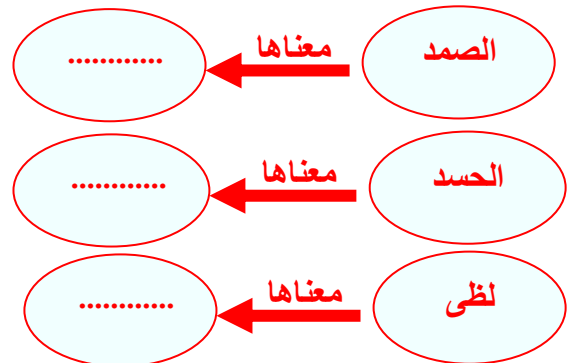 الصمد معناها ............
الحسد معناها ............
لظى معناها ............